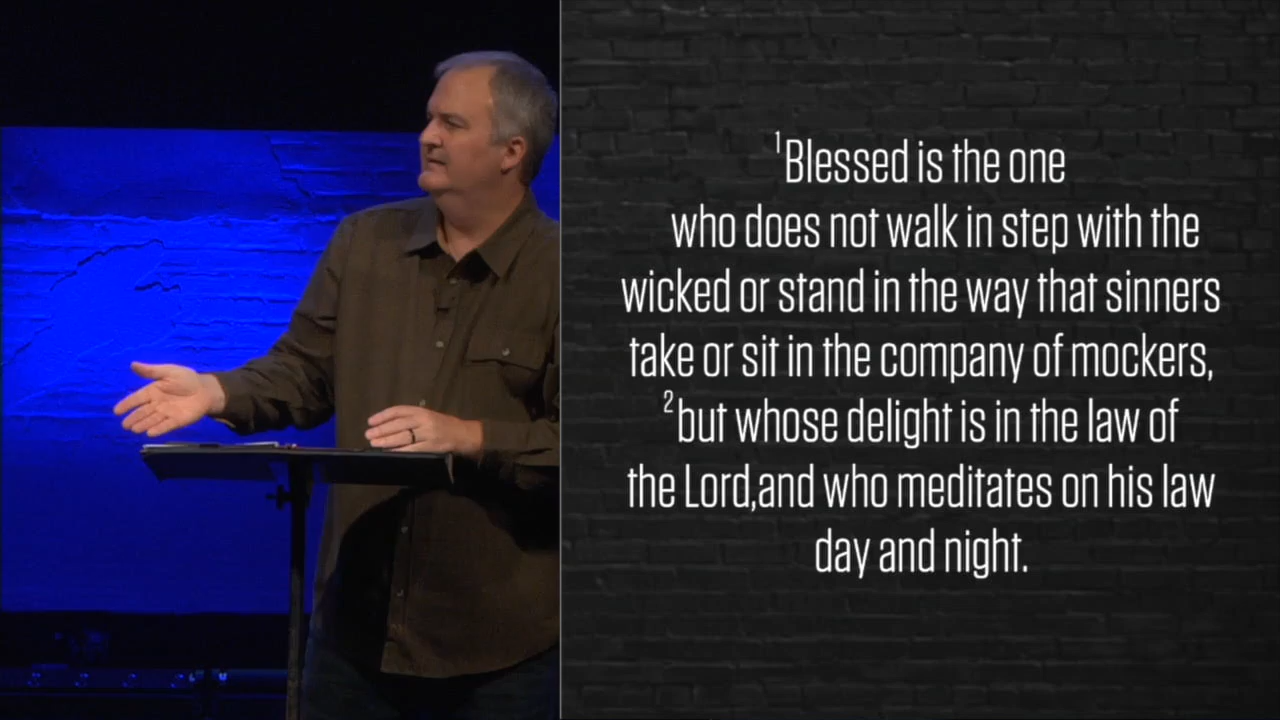 ¹Blessed is the one
who does not walk in step with the
wicked or stand in the way that sinners
take or sit in the company of mockers,
²but whose delight is in the law of
the Lord,and who meditates on his law
day and night.